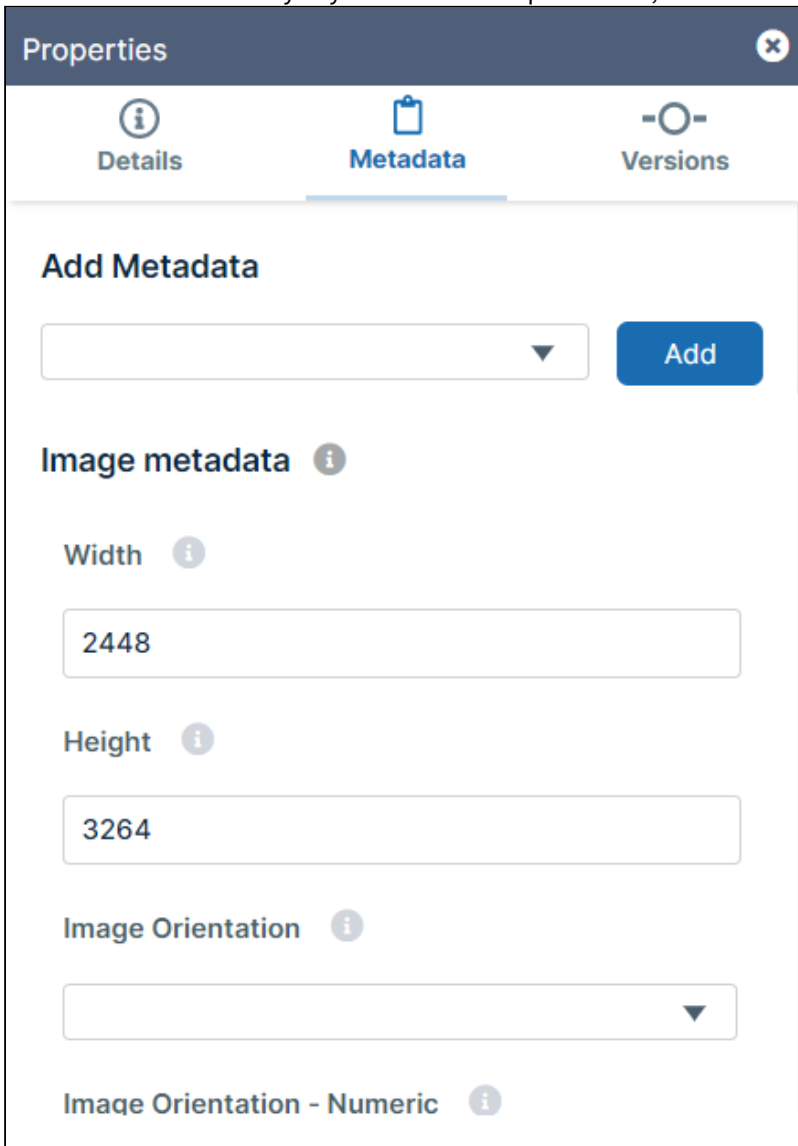 Properties
Details Metadata Versions
Add Metadata
Add
Image metadata
Width
2448
Height
3264
Image Orientation
Image Orientation - Numeric